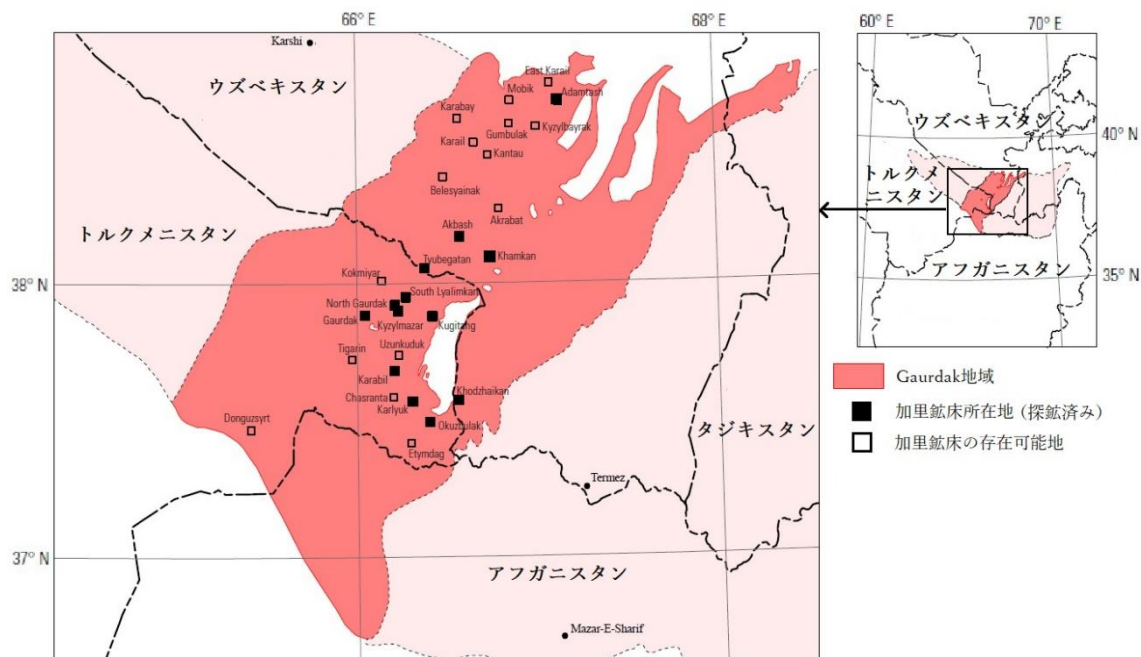 66° E
68° E
Karshi
ウズベキスタン
East Karail
Mobik
Adamtash
Karabay
Gumbulak
Kyzylbayrak
Karail
Kantau
Belesyainak
Akrabat
トルクメニスタン
Akbash
Khamkan
Tyubegatan
Kokmiyar
38° N
South Lyalimkan
North Gaurdak
Gaurdak
Kyzylmazar
Kugitang
Uzunkuduk
Tigarin
Karabil
Chasranta
Khodzhaikan
Karlyuk
Donguzsyrt
Okuzbulak
タジキスタン
Etymdag
Termez
37° N
アフガニスタン
Mazar-E-Sharif
60° E
70° E
ウズベキスタン
40° N
トルクメ
ニスタン
アフガニスタン
35° N
Gaurdak地域
加里鉱床所在地 (探鉱済み)
加里鉱床の存在可能地